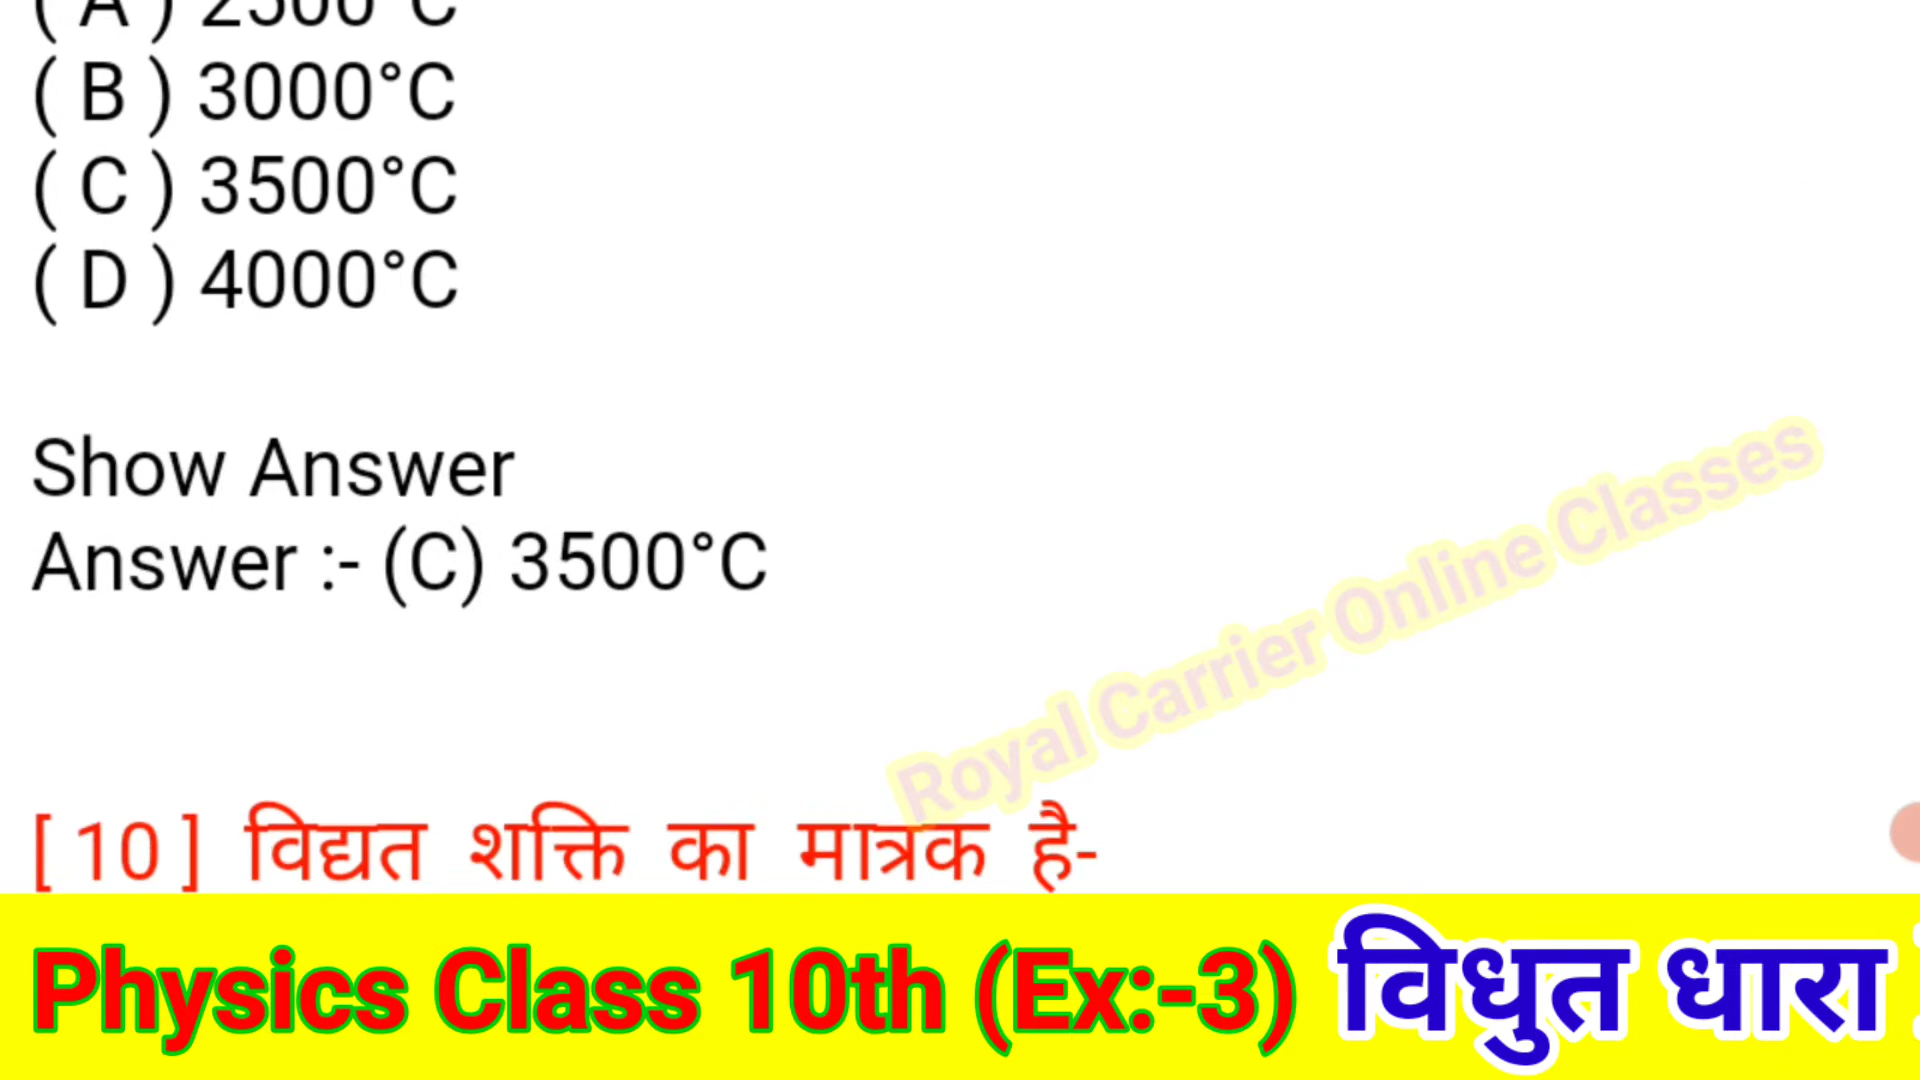 ( A ) 2500°C
( B ) 3000°C
( C ) 3500°C
( D ) 4000°C
Show Answer
Answer :- (C) 3500°C
Royal Carrier Online Classes
[ 10 ] विद्यत शक्ति का मात्रक है-
Physics Class 10th (Ex:-3) विधुत धारा